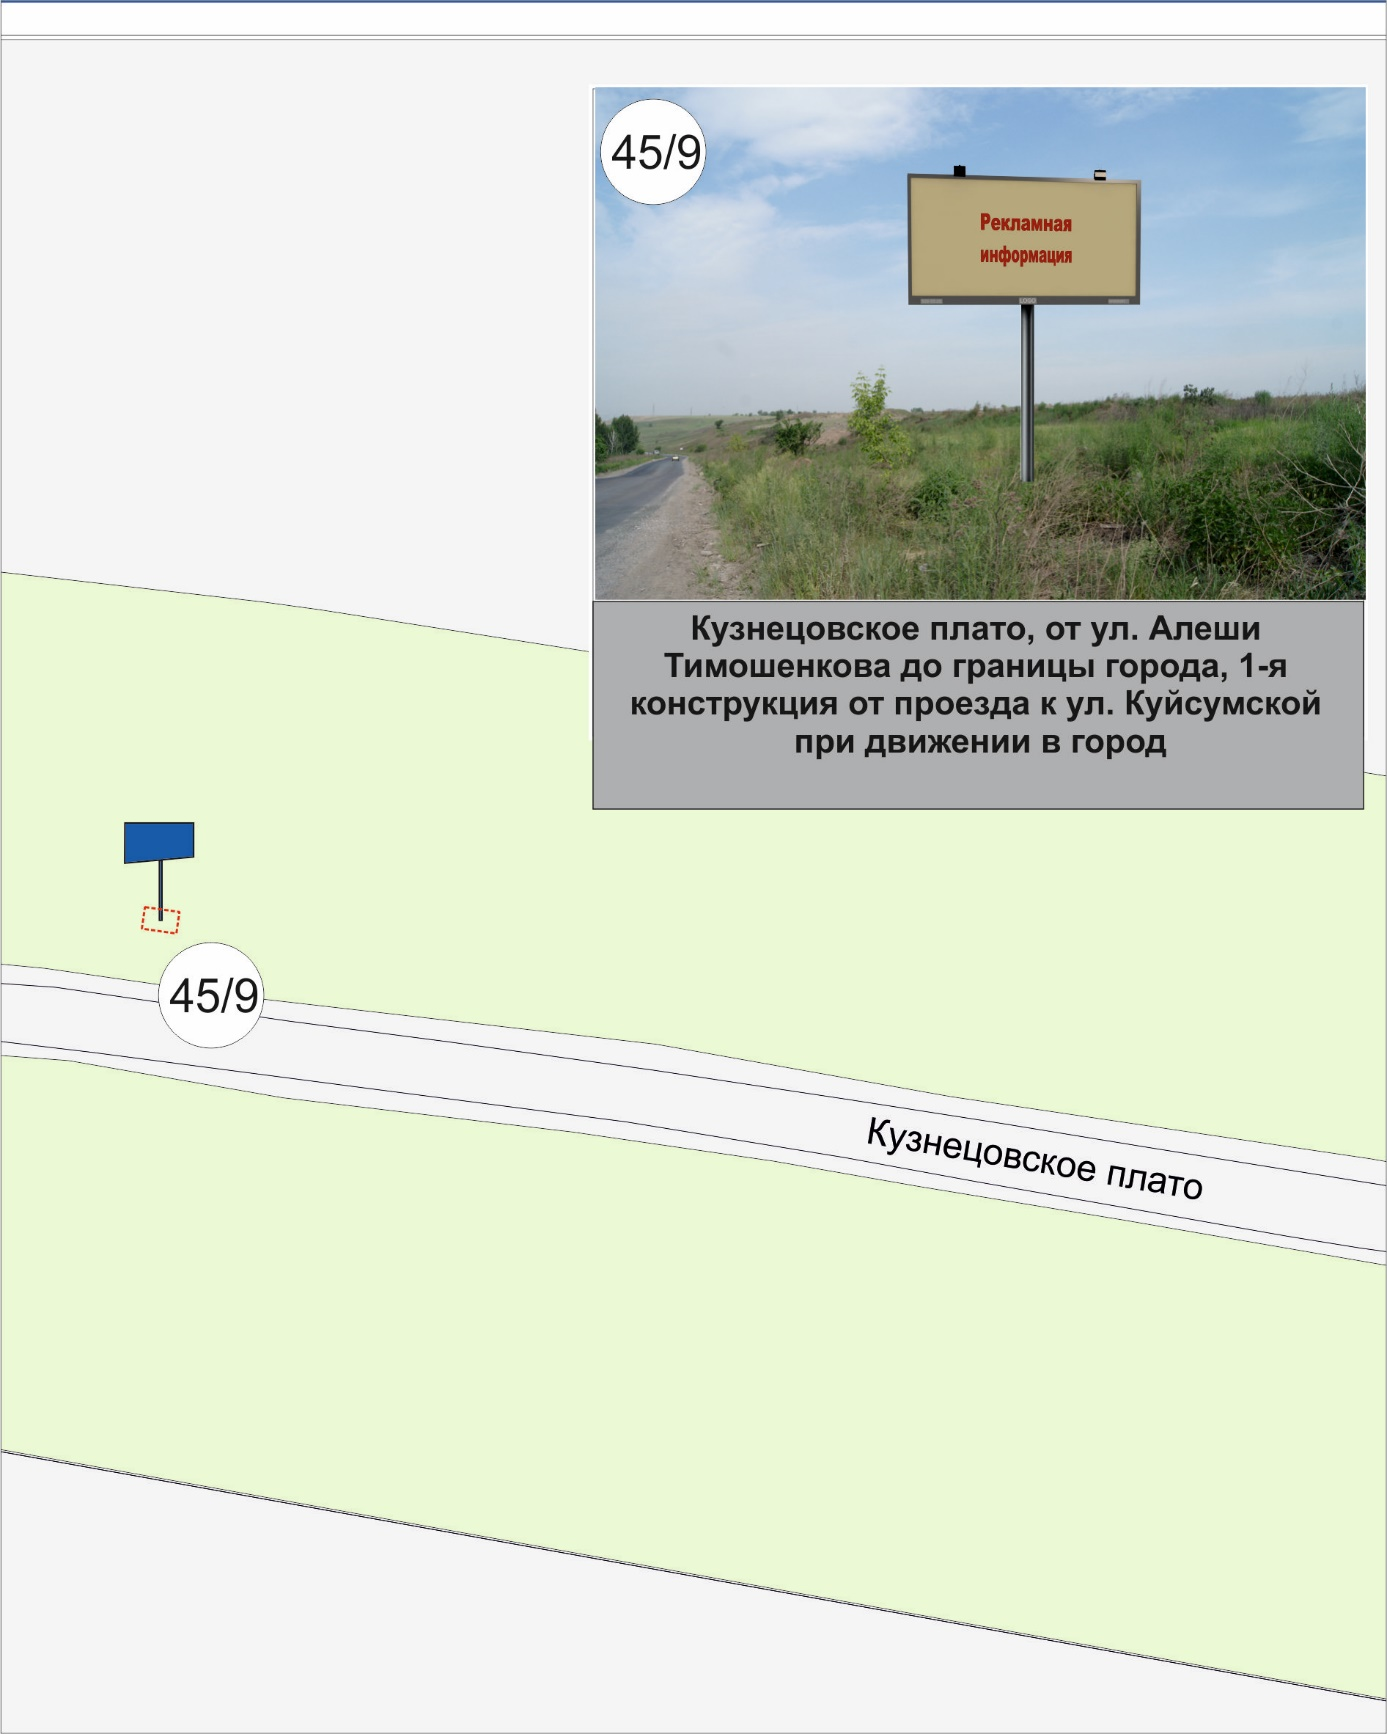 45/9
Рекламная
информация
LOGO
Кузнецовское плато, от ул. Алеши
Тимошенкова до границы города, 1-я
конструкция от проезда к ул. Куйсумской
при движении в город
45/9
Кузнецовское плато